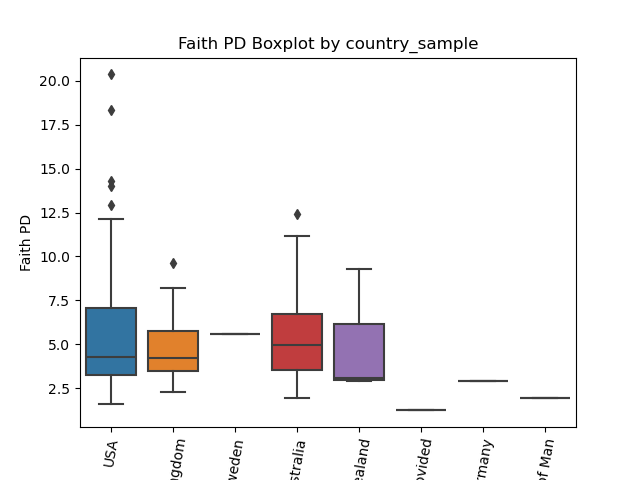 Faith PD Boxplot by country_sample
Faith PD
20.0
17.5
15.0
12.5
10.0
7.5
5.0
2.5
USA
ngdom
weden
stralia
ealand
ovided
rmany
of Man